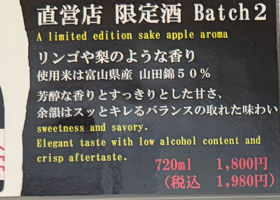 直営店 限定酒 Batch2
A limited edition sake apple aroma
リンゴや梨のような香り
使用米は富山県産 山田錦50％
芳醇な香りとすっきりとした甘さ、
余韻はスッとキレるバランスの取れた味わい
sweetness and savory.
Elegant taste with low alcohol content and
crisp aftertaste.
720ml 1,800円
(税込 1,980円)